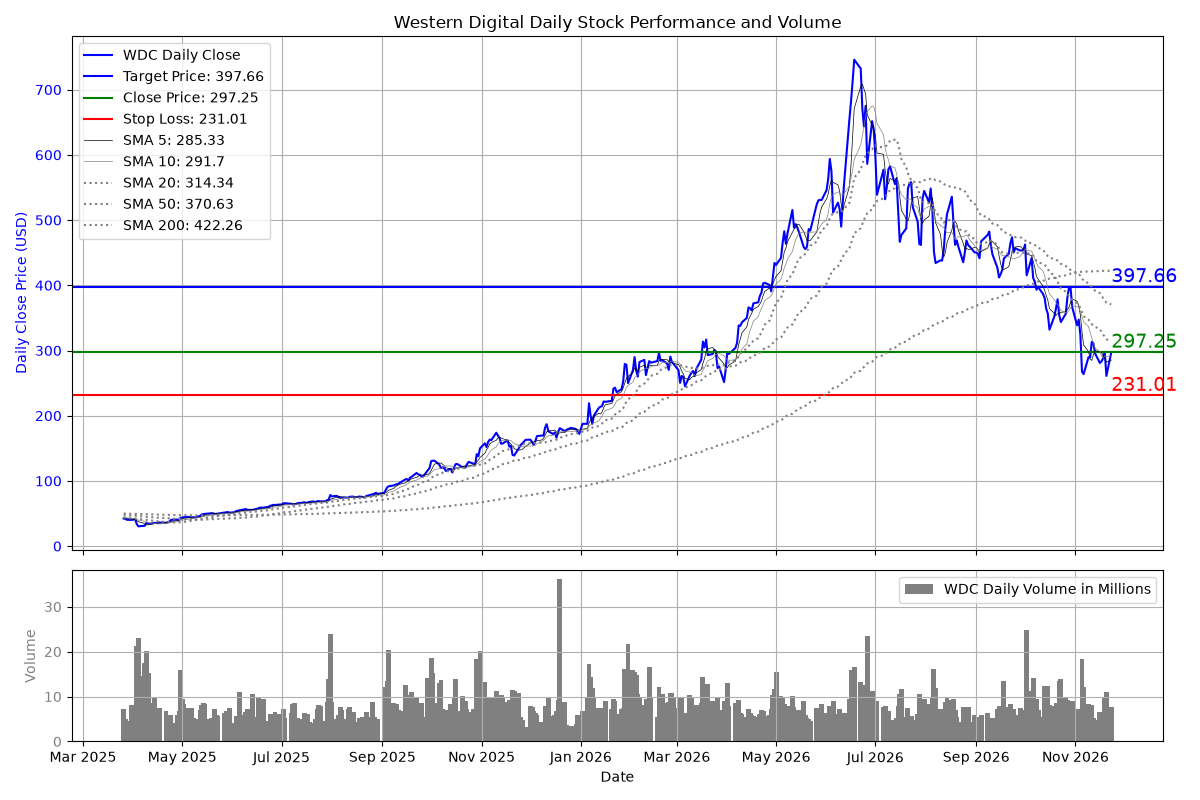 Western Digital Daily Stock Performance and Volume
WDC Daily Close
Target Price: 397.66
Close Price: 297.25
Stop Loss: 231.01
SMA 5: 285.33
SMA 10: 291.7
SMA 20: 314.34
SMA 50: 370.63
SMA 200: 422.26
Daily Close Price (USD)
700
600
500
400
300
200
100
0
397.66
297.25
231.01
WDC Daily Volume in Millions
Volume
30
20
10
0
Mar 2025
May 2025
Jul 2025
Sep 2025
Nov 2025
Jan 2026
Mar 2026
May 2026
Jul 2026
Sep 2026
Nov 2026
Date